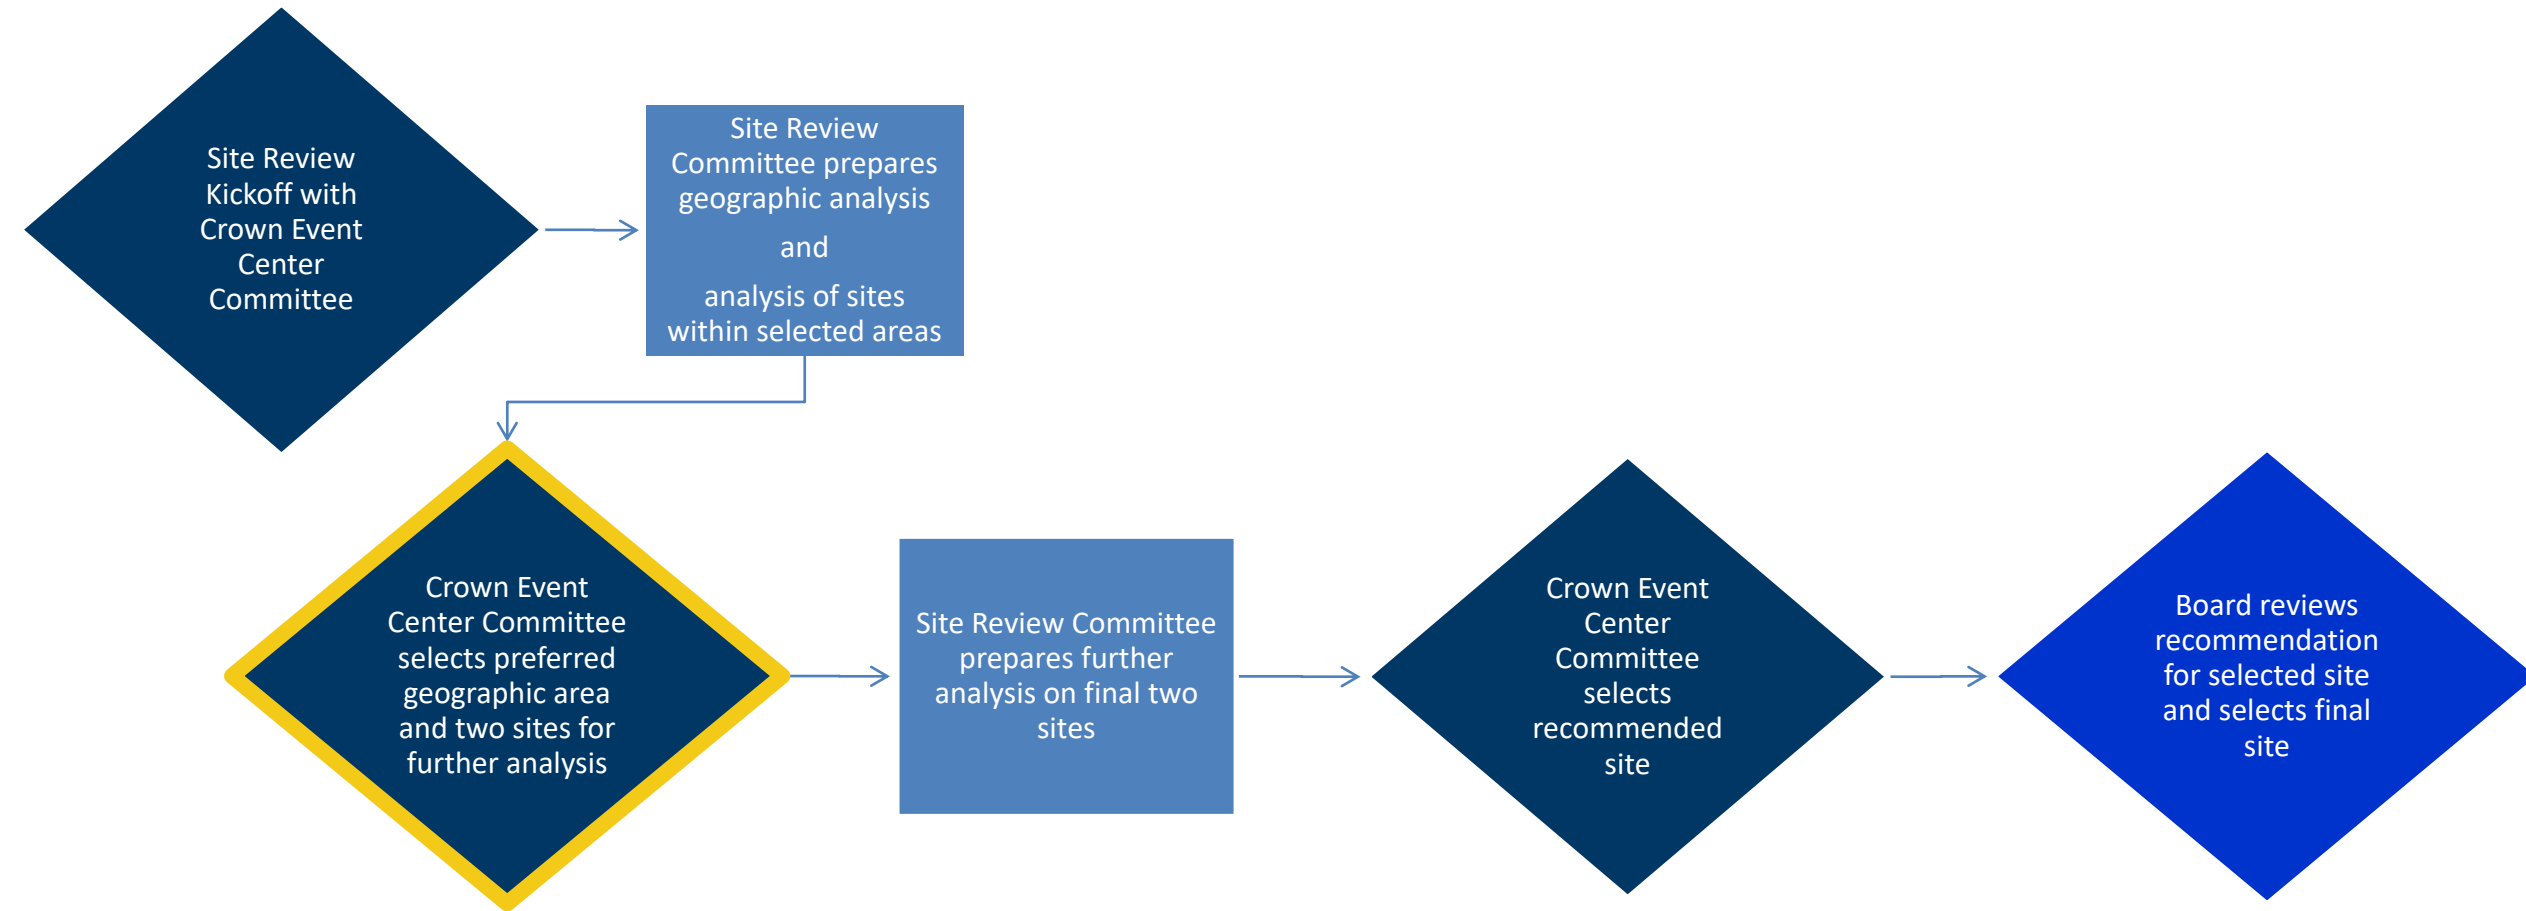 Site Review
Kickoff with
Crown Event
Center
Committee
Site Review
Committee prepares
geographic analysis
and
analysis of sites
within selected areas
Crown Event
Center Committee
selects preferred
geographic area
and two sites for
further analysis
Site Review Committee
prepares further
analysis on final two
sites
Crown Event
Center
Committee
selects
recommended
site
Board reviews
recommendation
for selected site
and selects final
site